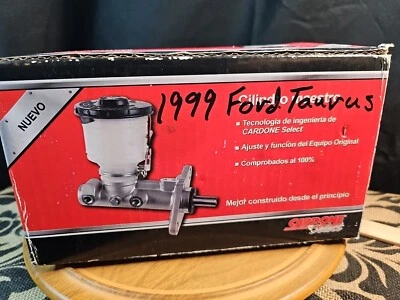 NUEVO
1999 Ford Taurus
Cilindro Maestro
Tecnología de ingeniería de
CARDONE Select
Ajuste y función del Equipo Original
Comprobados al 100%
Mejor construido desde el principio
CARDONE
Select